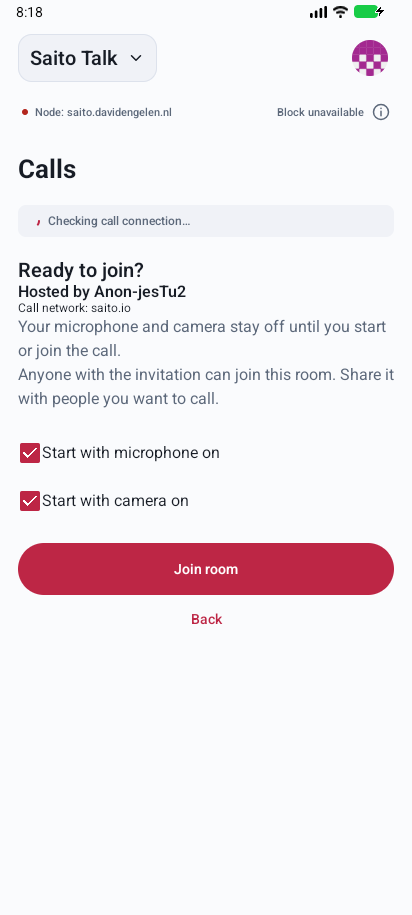 8:18
Saito Talk
Node: saito.davidengelen.nl
Block unavailable
Calls
Checking call connection...
Ready to join?
Hosted by Anon-jesTu2
Call network: saito.io
Your microphone and camera stay off until you start
or join the call.
Anyone with the invitation can join this room. Share it
with people you want to call.
Start with microphone on
Start with camera on
Join room
Back